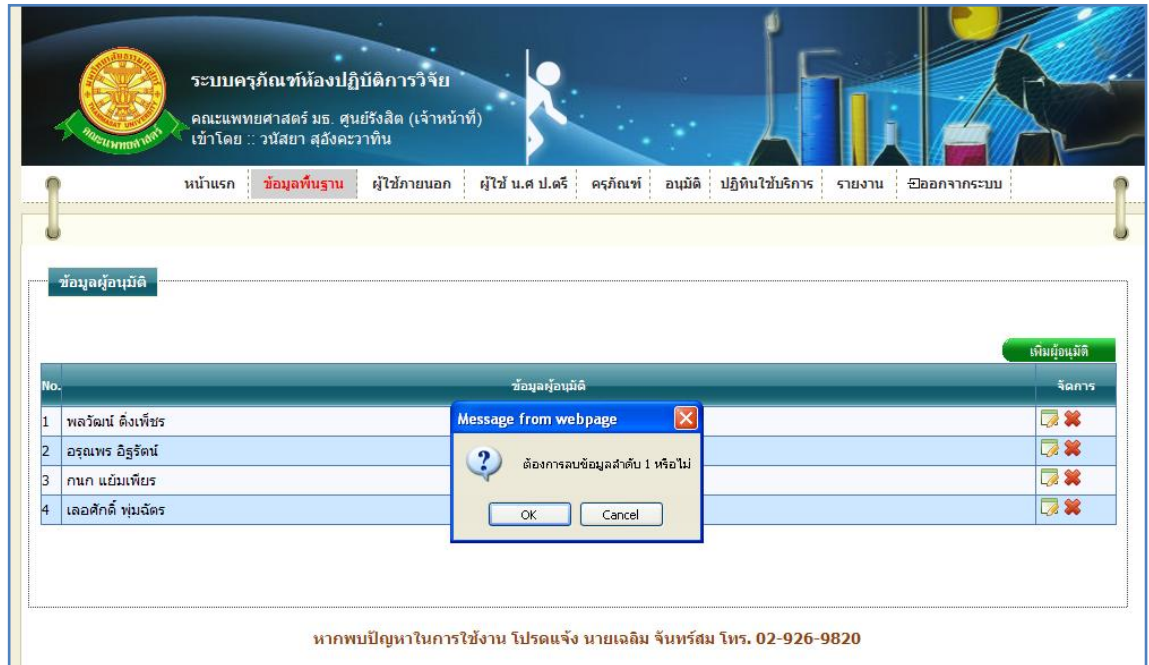 ระบบครุภัณฑ์ห้องปฏิบัติการวิจัย
คณะแพทยศาสตร์ มธ. ศูนย์รังสิต (เจ้าหน้าที่)
เข้าโดย :: วนัสยา สุอังคะวาทิน
หน้าแรก ข้อมูลพื้นฐาน ผู้ใช้ภายนอก ผู้ใช้ น.ศ ป.ตรี ครุภัณฑ์ อนุมัติ ปฏิทินใช้บริการ รายงาน ออกจากระบบ
ข้อมูลผู้อนุมัติ
เพิ่มผู้อนุมัติ
No. ข้อมูลผู้อนุมัติ จัดการ
1 พลวัฒน์ ติ่งเพ็ชร
2 อรุณพร อิฐรัตน์
3 กนก แย้มเพียร
4 เลอศักดิ์ พุ่มฉัตร
Message from webpage
ต้องการลบข้อมูลลำดับ 1 หรือไม่
OK Cancel
หากพบปัญหาในการใช้งาน โปรดแจ้ง นายเฉลิม จันทร์สม โทร. 02-926-9820